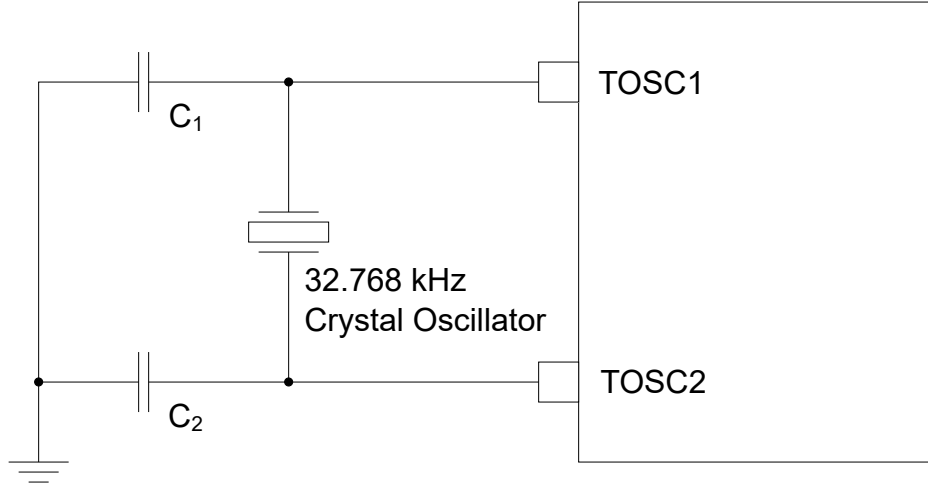 TOSC1
C₁
32.768 kHz
Crystal Oscillator
TOSC2
C₂